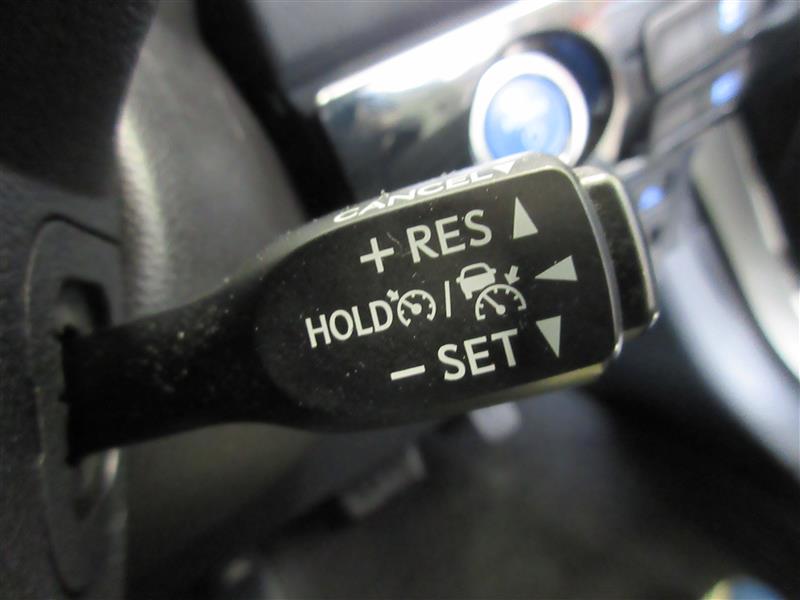 CANCEL
+ RES
HOLD /
− SET